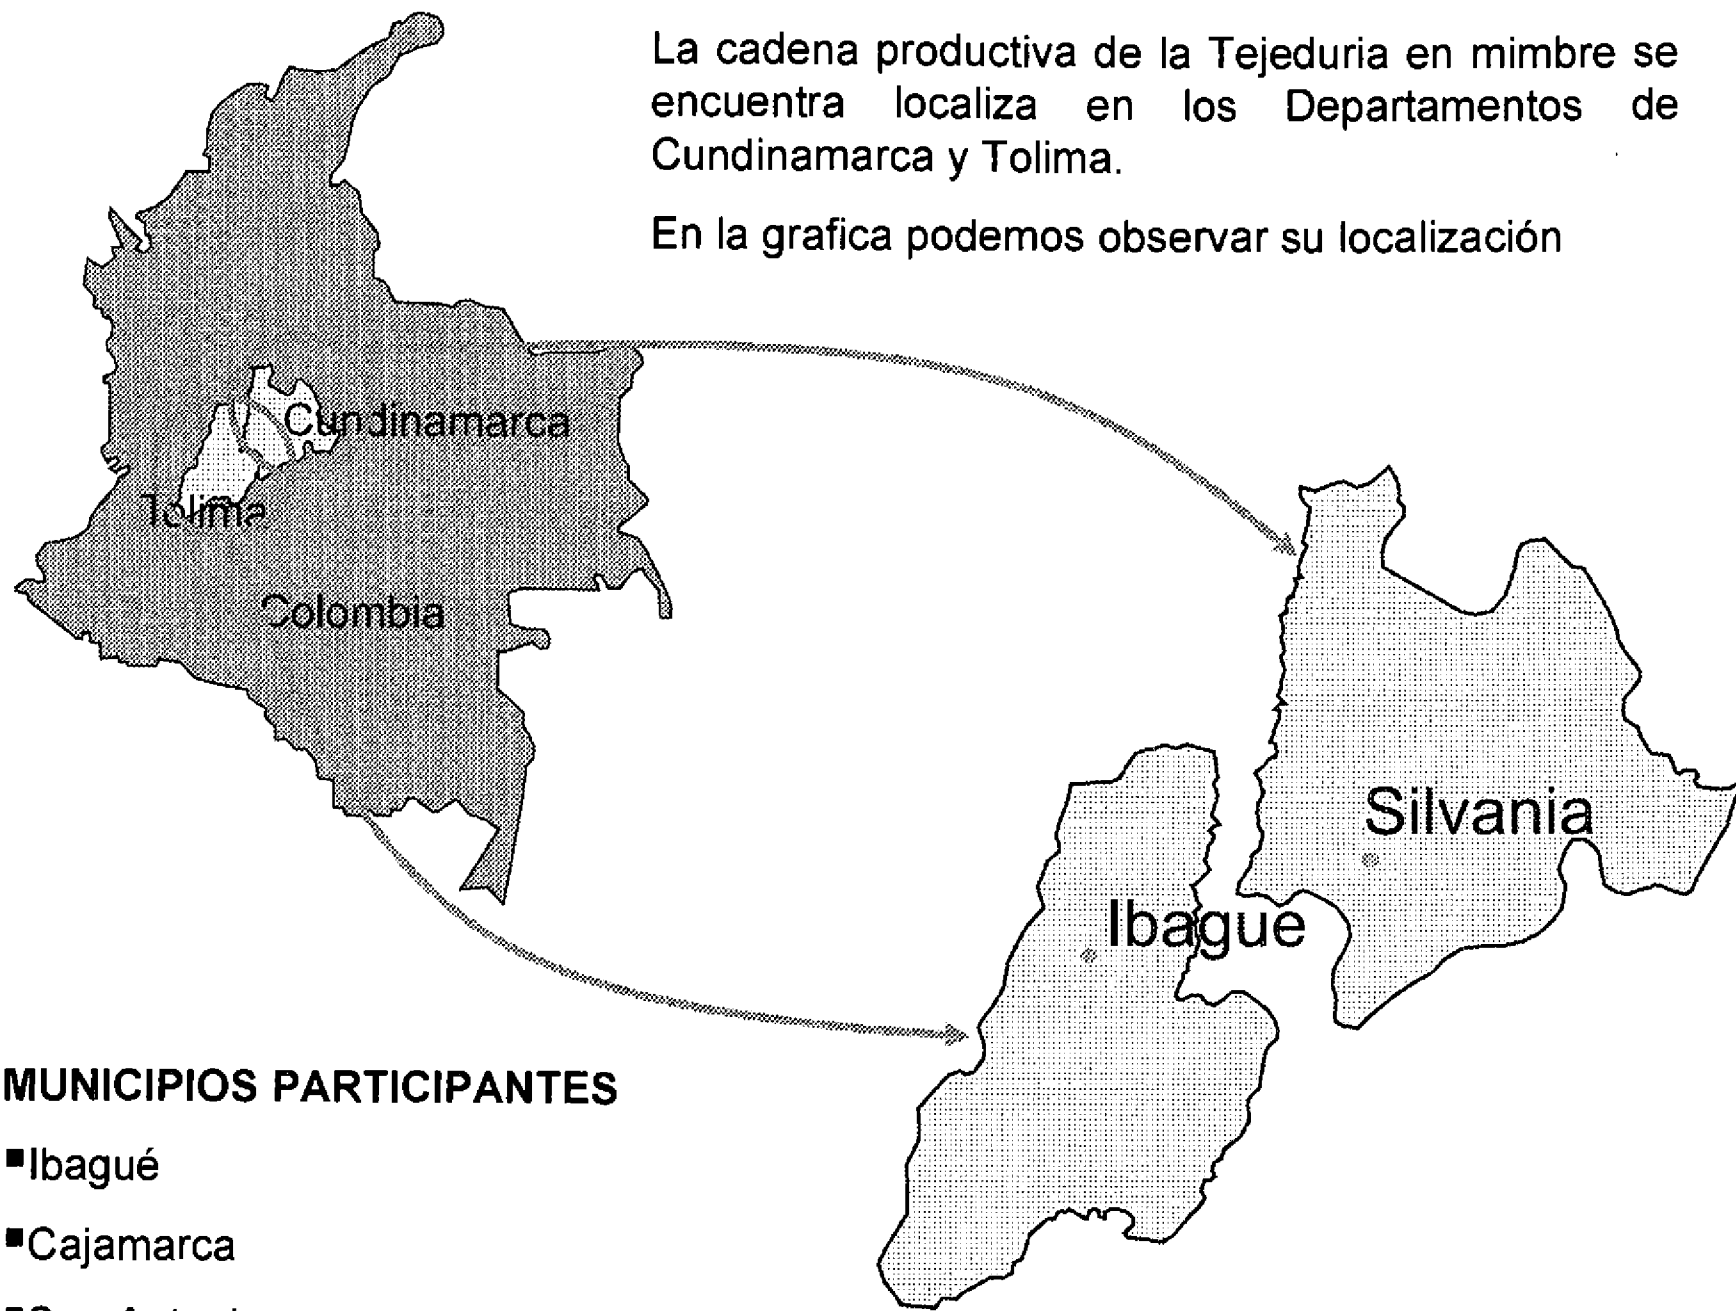 La cadena productiva de la Tejeduria en mimbre se
encuentra localiza en los Departamentos de
Cundinamarca y Tolima.
En la grafica podemos observar su localización
Cundinamarca
Tolima
Colombia
Silvania
Ibague
MUNICIPIOS PARTICIPANTES
▪Ibagué
▪Cajamarca